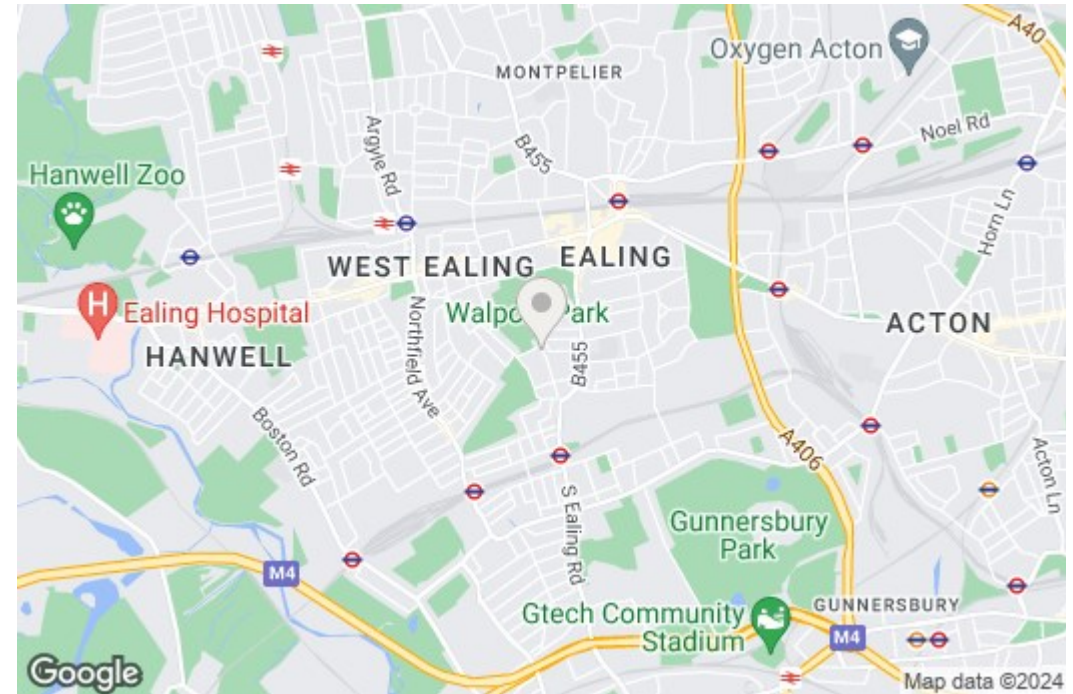 A40
Oxygen Acton
MONTPELIER
Noel Rd
Argyle Rd
B455
Hanwell Zoo
Horn Ln
WEST EALING
EALING
H
Ealing Hospital
Park
ACTON
HANWELL
Northfield Ave
B455
Boston Rd
A406
Acton Ln
S Ealing Rd
Gunnersbury
Park
M4
Gtech Community
Stadium
GUNNERSBURY
M4
Google
Map data ©2024